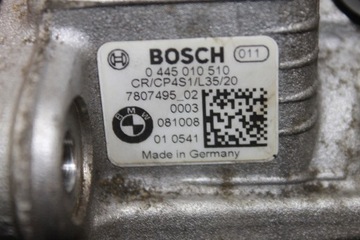 BOSCH 011
0 445 010 510
CR/CP4S1/L35/20
7807495_02
0003
BMW 081008
01 0541
Made in Germany